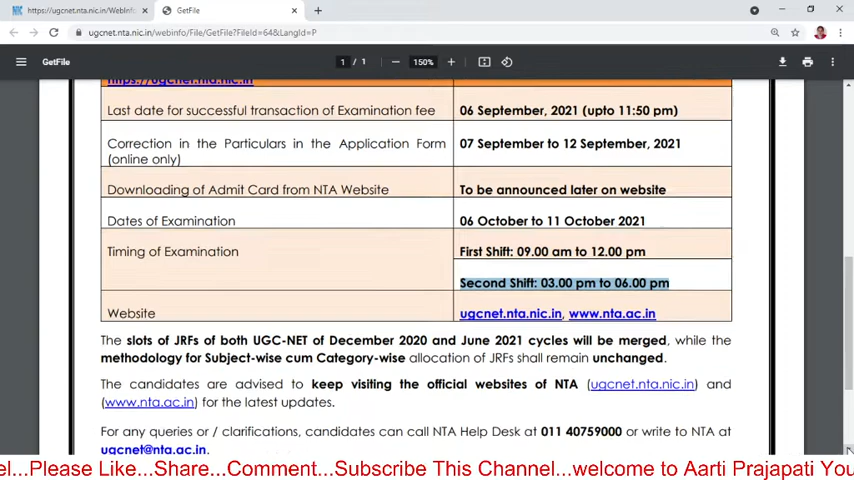 https://ugcnet.nta.nic.in/WebInfo
GetFile
ugcnet.nta.nic.in/webinfo/File/GetFile?FileId=64&LangId=P
GetFile
1 / 1
150%
https://ugcnet.nta.nic.in
Last date for successful transaction of Examination fee
06 September, 2021 (upto 11:50 pm)
Correction in the Particulars in the Application Form
(online only)
07 September to 12 September, 2021
Downloading of Admit Card from NTA Website
To be announced later on website
Dates of Examination
06 October to 11 October 2021
Timing of Examination
First Shift: 09.00 am to 12.00 pm
Second Shift: 03.00 pm to 06.00 pm
Website
ugcnet.nta.nic.in, www.nta.ac.in
The slots of JRFs of both UGC-NET of December 2020 and June 2021 cycles will be merged, while the
methodology for Subject-wise cum Category-wise allocation of JRFs shall remain unchanged.
The candidates are advised to keep visiting the official websites of NTA (ugcnet.nta.nic.in) and
(www.nta.ac.in) for the latest updates.
For any queries or / clarifications, candidates can call NTA Help Desk at 011 40759000 or write to NTA at
ugcnet@nta.ac.in.
el...Please Like...Share...Comment...Subscribe This Channel...welcome to Aarti Prajapati You